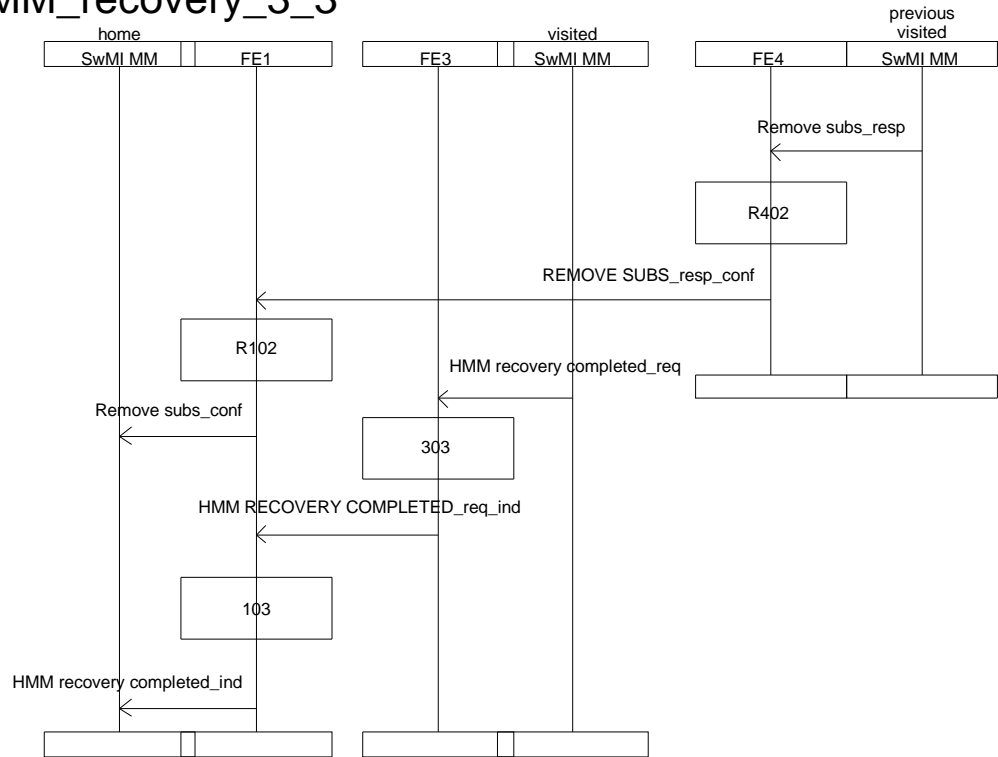 MM_recovery_3_3
home
visited
previous
visited
SwMI MM
FE1
FE3
SwMI MM
FE4
SwMI MM
Remove subs_resp
R402
REMOVE SUBS_resp_conf
R102
HMM recovery completed_req
Remove subs_conf
303
HMM RECOVERY COMPLETED_req_ind
103
HMM recovery completed_ind